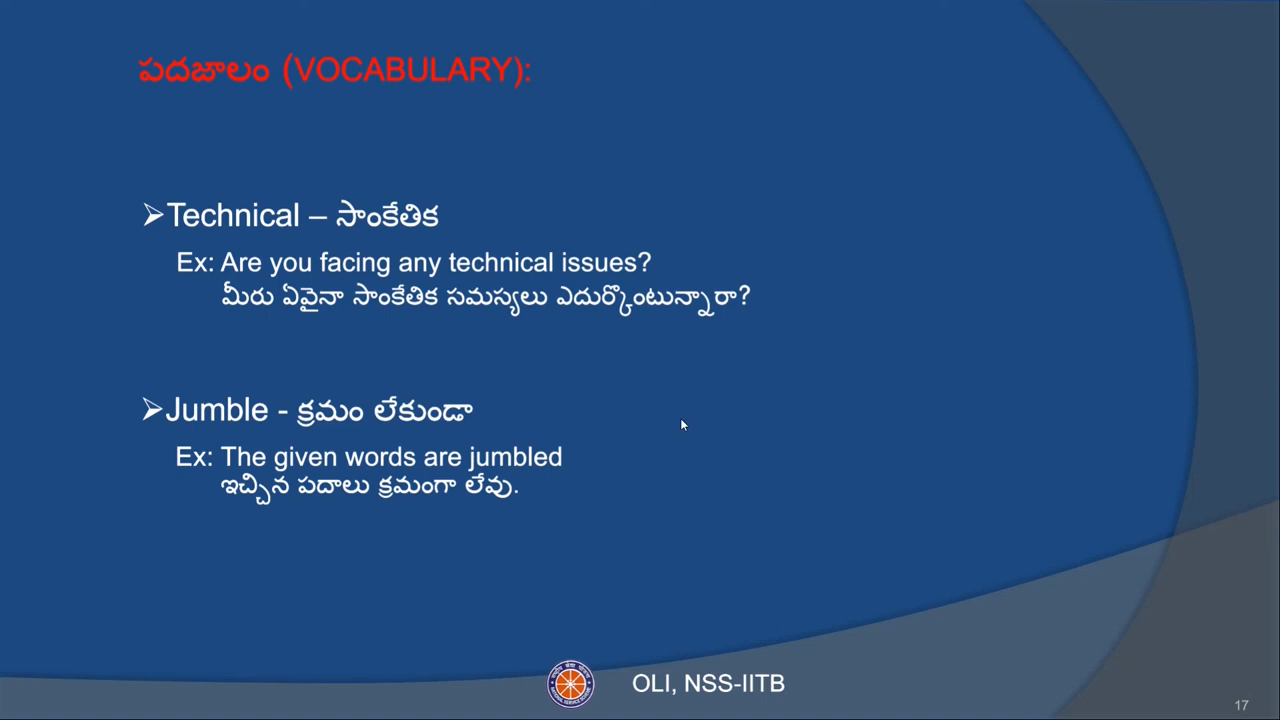 పదజాలం (VOCABULARY):
➢Technical – సాంకేతిక
Ex: Are you facing any technical issues?
మీరు ఏవైనా సాంకేతిక సమస్యలు ఎదుర్కొంటున్నారా?
➢Jumble - క్రమం లేకుండా
Ex: The given words are jumbled
ఇచ్చిన పదాలు క్రమంగా లేవు.
OLI, NSS-IITB
17